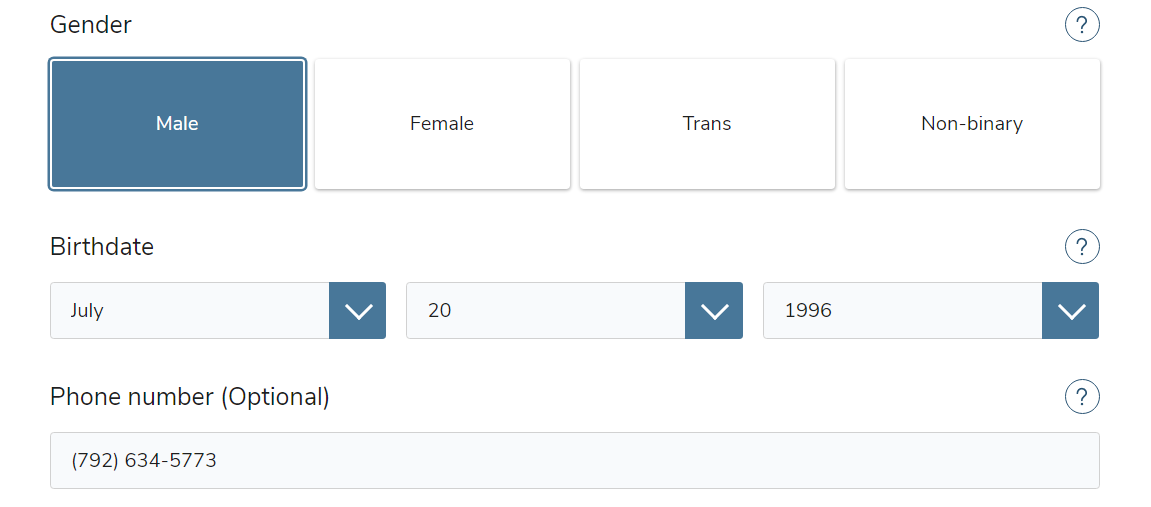 Gender ?
Male Female Trans Non-binary
Birthdate ?
July 20 1996
Phone number (Optional) ?
(792) 634-5773